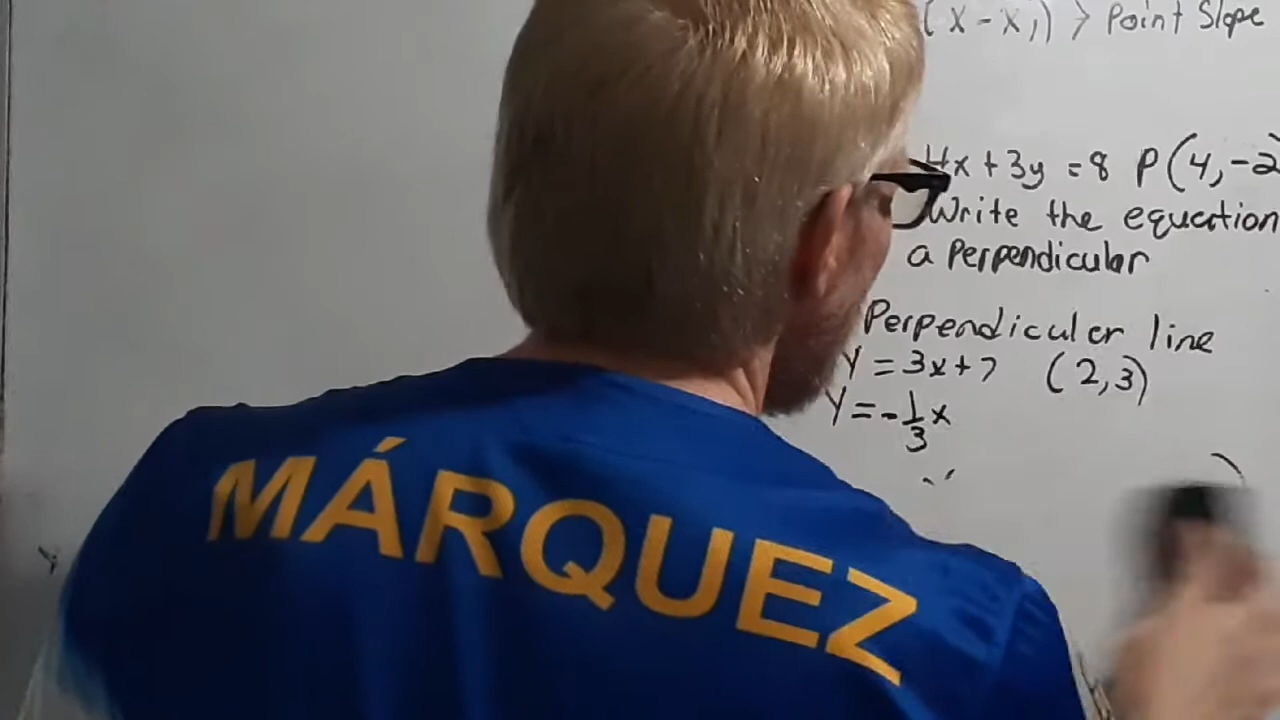 (x-x₁) > Point Slope
4x + 3y = 8 P(4,-2)
Write the equation
a Perpendicular
Perpendicular line
Y = 3x+7 (2,3)
Y = -1/3 x
MÁRQUEZ